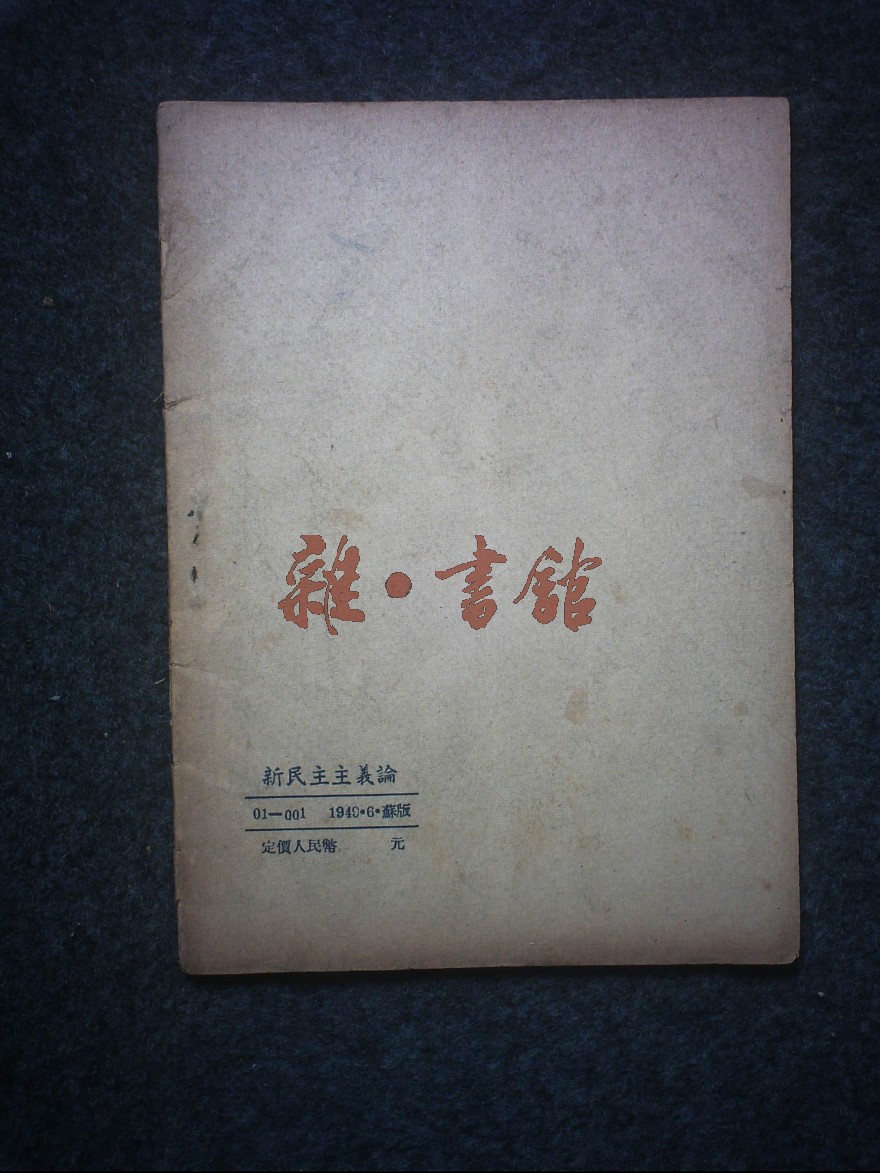 雜·書館
新民主主義論
01—001 1949·6·蘇版
定價人民幣 元